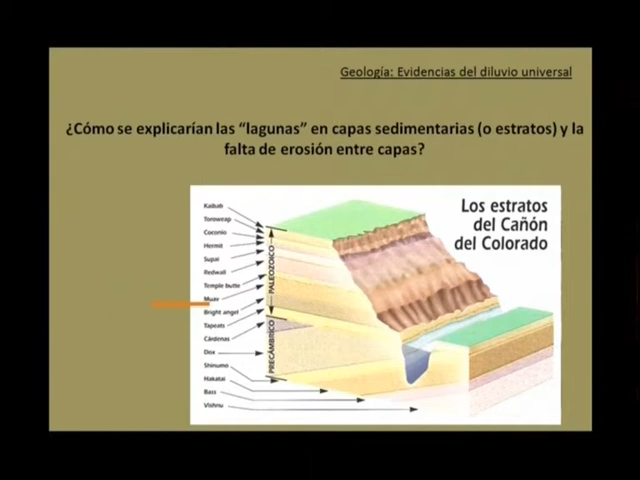 Geología: Evidencias del diluvio universal
¿Cómo se explicarían las “lagunas” en capas sedimentarias (o estratos) y la
falta de erosión entre capas?
Los estratos
del Cañón
del Colorado
Kaibab
Toroweap
Coconio
Hermit
Supai
Redwall
Temple butte
Muav
Bright angel
Tapeats
Cárdenas
Dox
Shinumo
Hakatai
Bass
Vishnu
PALEOZOICO
PRECÁMBRICO